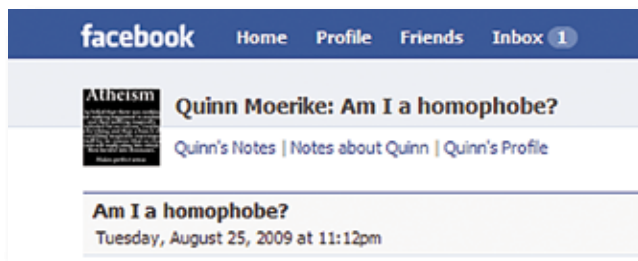 facebook Home Profile Friends Inbox 1
Atheism
Quinn Moerike: Am I a homophobe?
Quinn's Notes | Notes about Quinn | Quinn's Profile
Am I a homophobe?
Tuesday, August 25, 2009 at 11:12pm